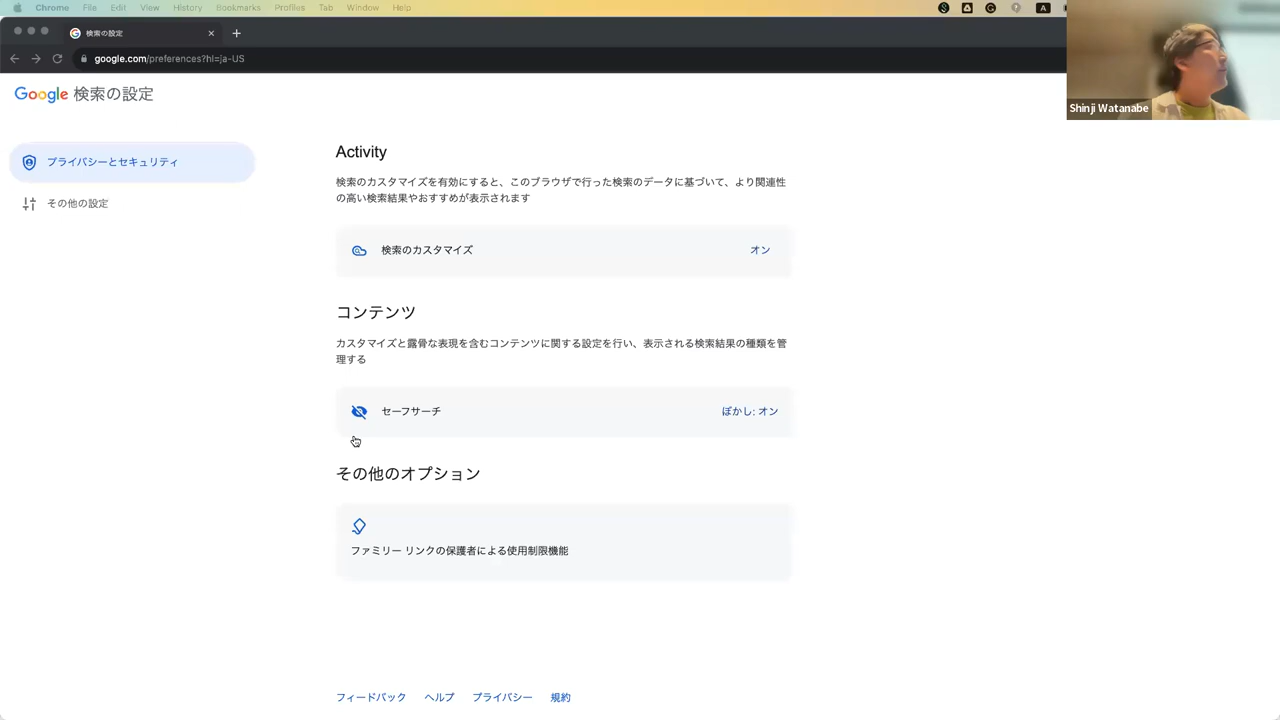 Chrome File Edit View History Bookmarks Profiles Tab Window Help
検索の設定
google.com/preferences?hl=ja-US
Shinji Watanabe
Google 検索の設定
プライバシーとセキュリティ
その他の設定
Activity
検索のカスタマイズを有効にすると、このブラウザで行った検索のデータに基づいて、より関連性
の高い検索結果やおすすめが表示されます
検索のカスタマイズ オン
コンテンツ
カスタマイズと露骨な表現を含むコンテンツに関する設定を行い、表示される検索結果の種類を管
理する
セーフサーチ ぼかし: オン
その他のオプション
ファミリー リンクの保護者による使用制限機能
フィードバック ヘルプ プライバシー 規約